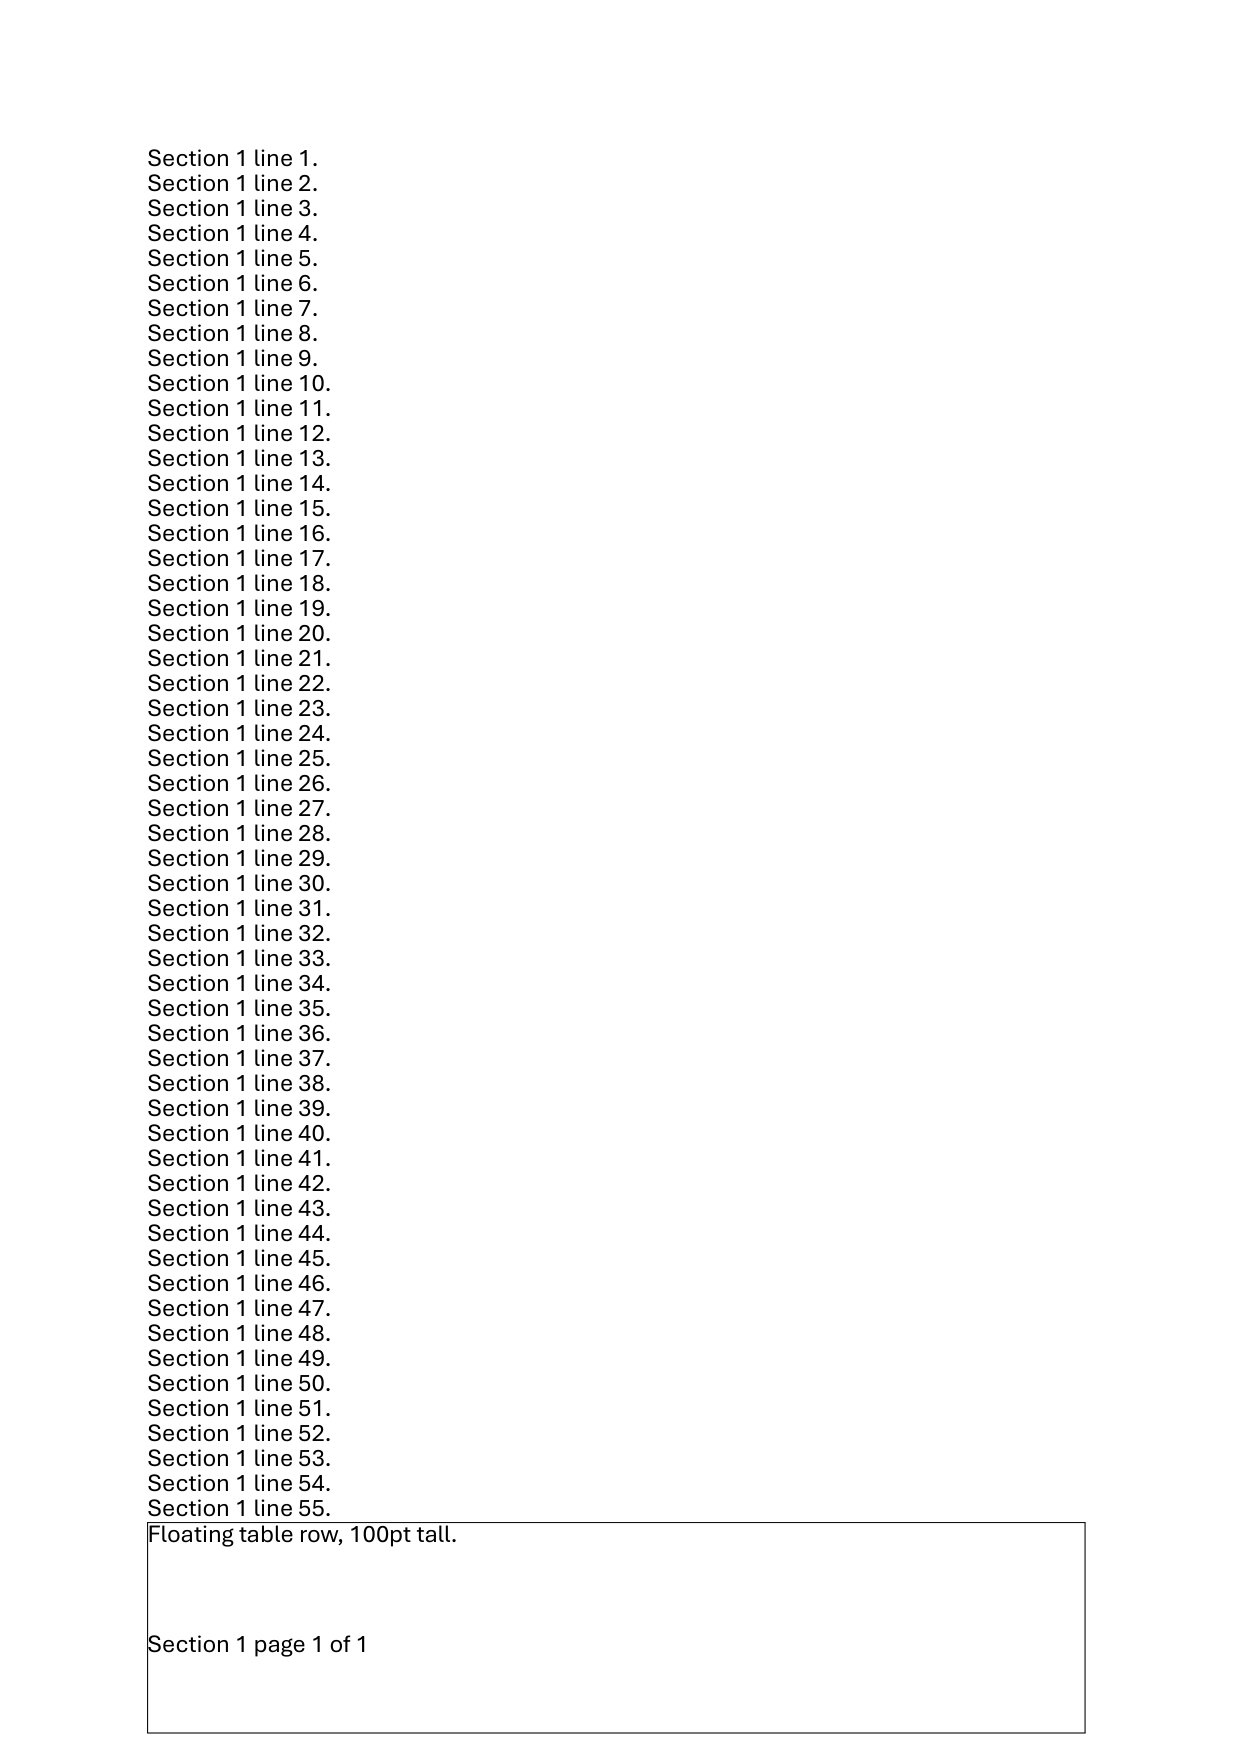 Section 1 line 1.
Section 1 line 2.
Section 1 line 3.
Section 1 line 4.
Section 1 line 5.
Section 1 line 6.
Section 1 line 7.
Section 1 line 8.
Section 1 line 9.
Section 1 line 10.
Section 1 line 11.
Section 1 line 12.
Section 1 line 13.
Section 1 line 14.
Section 1 line 15.
Section 1 line 16.
Section 1 line 17.
Section 1 line 18.
Section 1 line 19.
Section 1 line 20.
Section 1 line 21.
Section 1 line 22.
Section 1 line 23.
Section 1 line 24.
Section 1 line 25.
Section 1 line 26.
Section 1 line 27.
Section 1 line 28.
Section 1 line 29.
Section 1 line 30.
Section 1 line 31.
Section 1 line 32.
Section 1 line 33.
Section 1 line 34.
Section 1 line 35.
Section 1 line 36.
Section 1 line 37.
Section 1 line 38.
Section 1 line 39.
Section 1 line 40.
Section 1 line 41.
Section 1 line 42.
Section 1 line 43.
Section 1 line 44.
Section 1 line 45.
Section 1 line 46.
Section 1 line 47.
Section 1 line 48.
Section 1 line 49.
Section 1 line 50.
Section 1 line 51.
Section 1 line 52.
Section 1 line 53.
Section 1 line 54.
Section 1 line 55.
Floating table row, 100pt tall.
Section 1 page 1 of 1